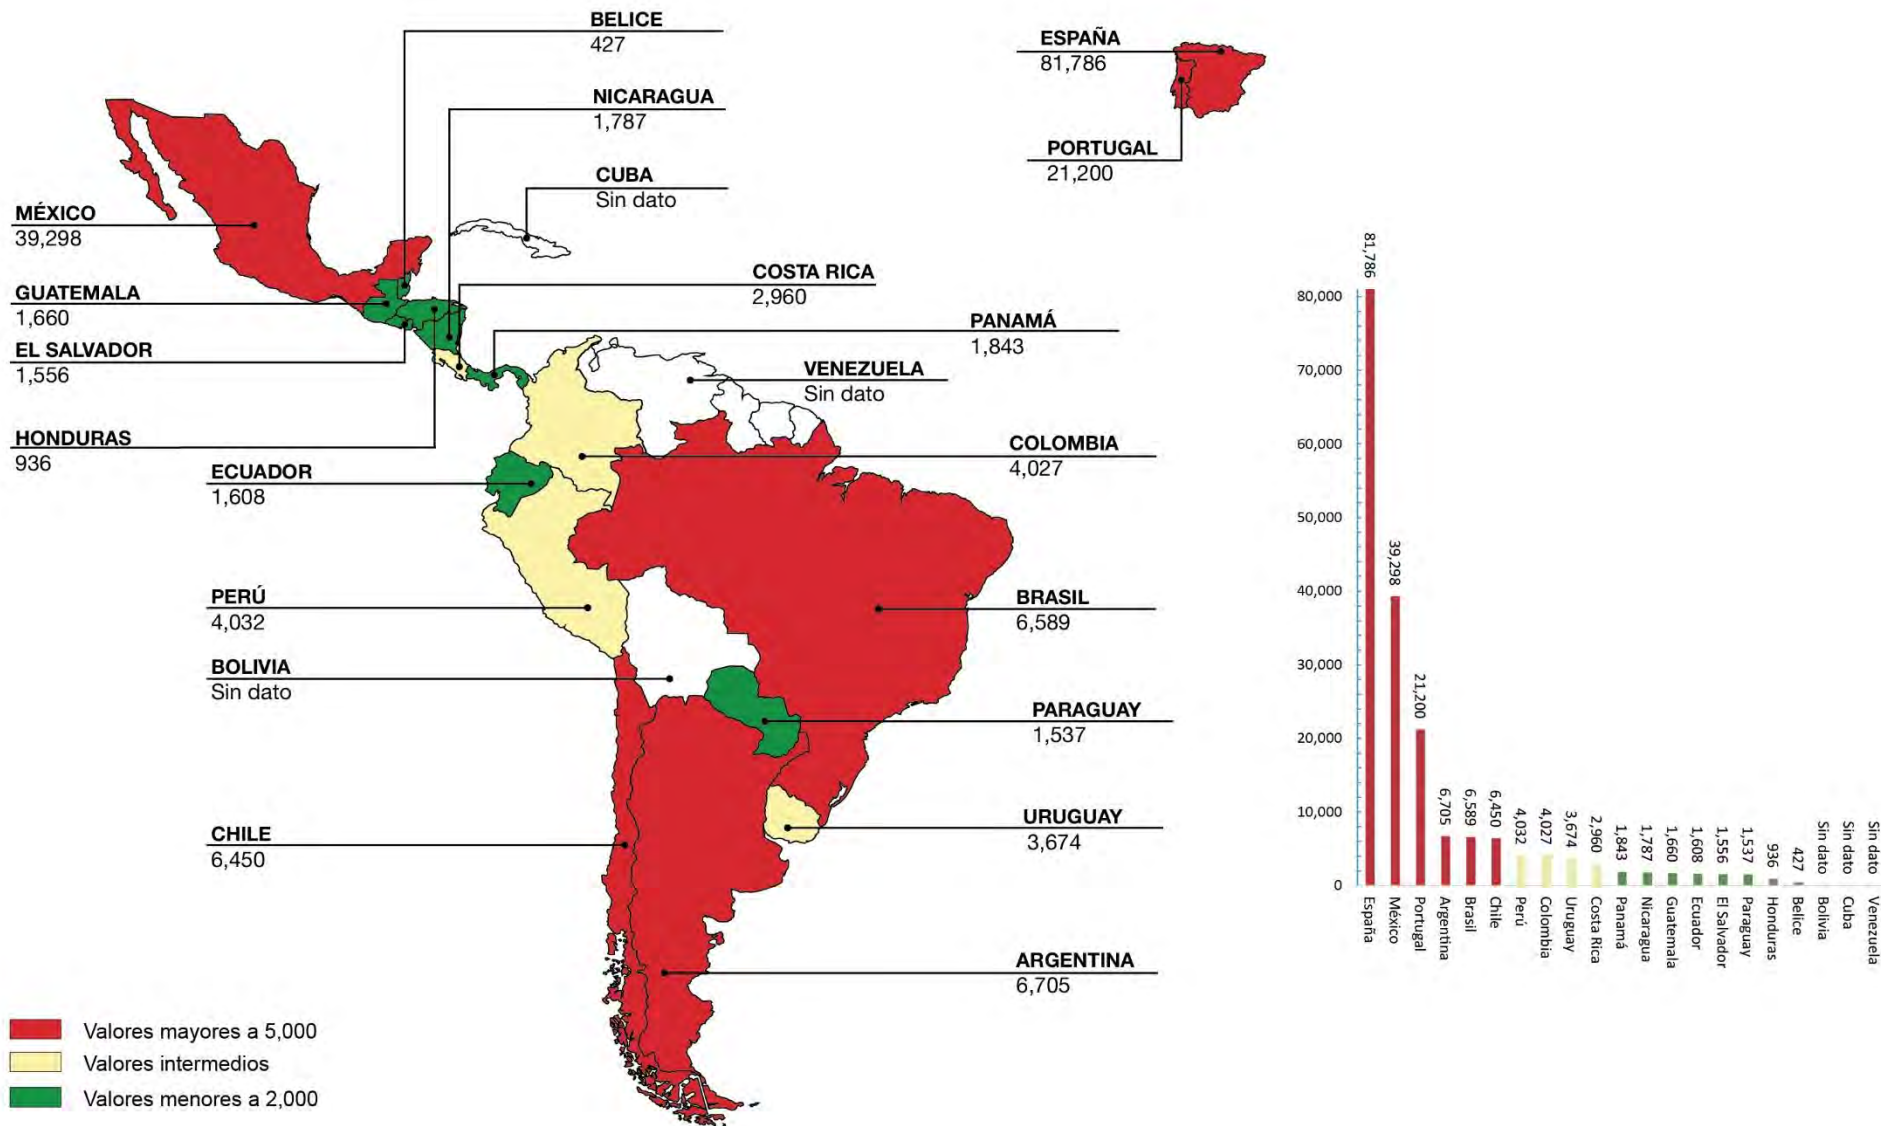 BELICE
427
NICARAGUA
1,787
CUBA
Sin dato
MÉXICO
39,298
GUATEMALA
1,660
EL SALVADOR
1,556
HONDURAS
936
COSTA RICA
2,960
PANAMÁ
1,843
VENEZUELA
Sin dato
COLOMBIA
4,027
ECUADOR
1,608
PERÚ
4,032
BOLIVIA
Sin dato
BRASIL
6,589
PARAGUAY
1,537
URUGUAY
3,674
CHILE
6,450
ARGENTINA
6,705
ESPAÑA
81,786
PORTUGAL
21,200
Valores mayores a 5,000
Valores intermedios
Valores menores a 2,000
80,000
70,000
60,000
50,000
40,000
30,000
20,000
10,000
0
81,786
39,298
21,200
6,705
6,589
6,450
4,032
4,027
3,674
2,960
1,843
1,787
1,660
1,608
1,556
1,537
936
427
Sin dato
Sin dato
Sin dato
España
México
Portugal
Argentina
Brasil
Chile
Perú
Colombia
Uruguay
Costa Rica
Panamá
Nicaragua
Guatemala
Ecuador
El Salvador
Paraguay
Honduras
Belice
Bolivia
Cuba
Venezuela